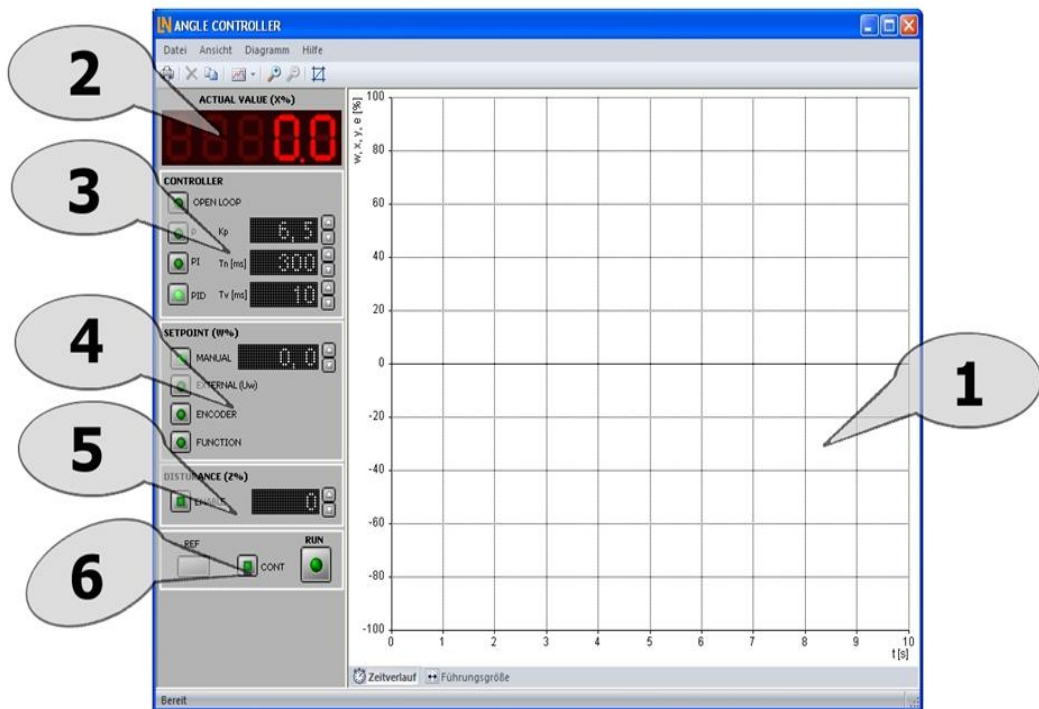 LN ANGLE CONTROLLER
Datei Ansicht Diagramm Hilfe
ACTUAL VALUE (X%)
0.0
CONTROLLER
OPEN LOOP
P Kp 6,5
PI Tn [ms] 300
PID Tv [ms] 10
SETPOINT (W%)
MANUAL 0,0
EXTERNAL (Uw)
ENCODER
FUNCTION
DISTURANCE (Z%)
ENABLE 0
REF
CONT
RUN
w, x, y, e [%]
100
80
60
40
20
0
-20
-40
-60
-80
-100
0 1 2 3 4 5 6 7 8 9 10
t [s]
Zeitverlauf Führungsgröße
Bereit
2
3
4
5
6
1